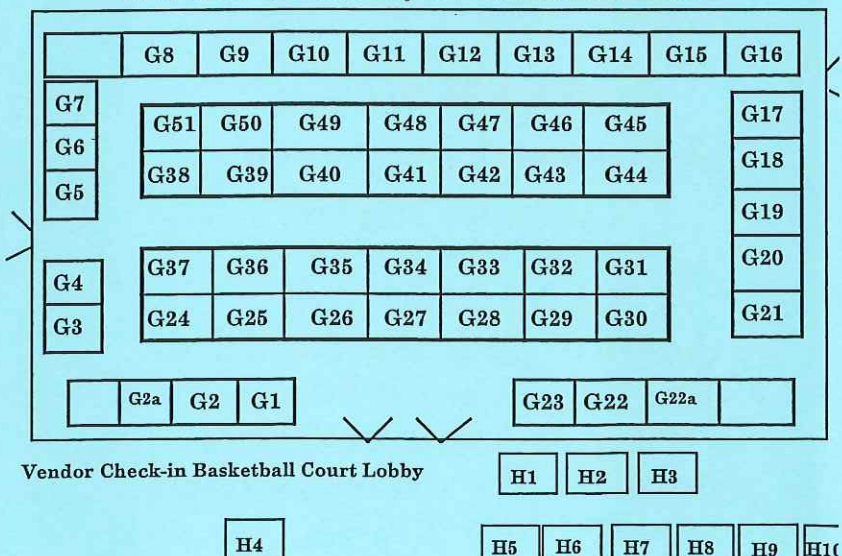 G8 G9 G10 G11 G12 G13 G14 G15 G16
G7
G6
G5
G51 G50 G49 G48 G47 G46 G45
G38 G39 G40 G41 G42 G43 G44
G17
G18
G19
G20
G21
G4
G3
G37 G36 G35 G34 G33 G32 G31
G24 G25 G26 G27 G28 G29 G30
G2a G2 G1
G23 G22 G22a
Vendor Check-in Basketball Court Lobby
H1 H2 H3
H4
H5 H6 H7 H8 H9 H10